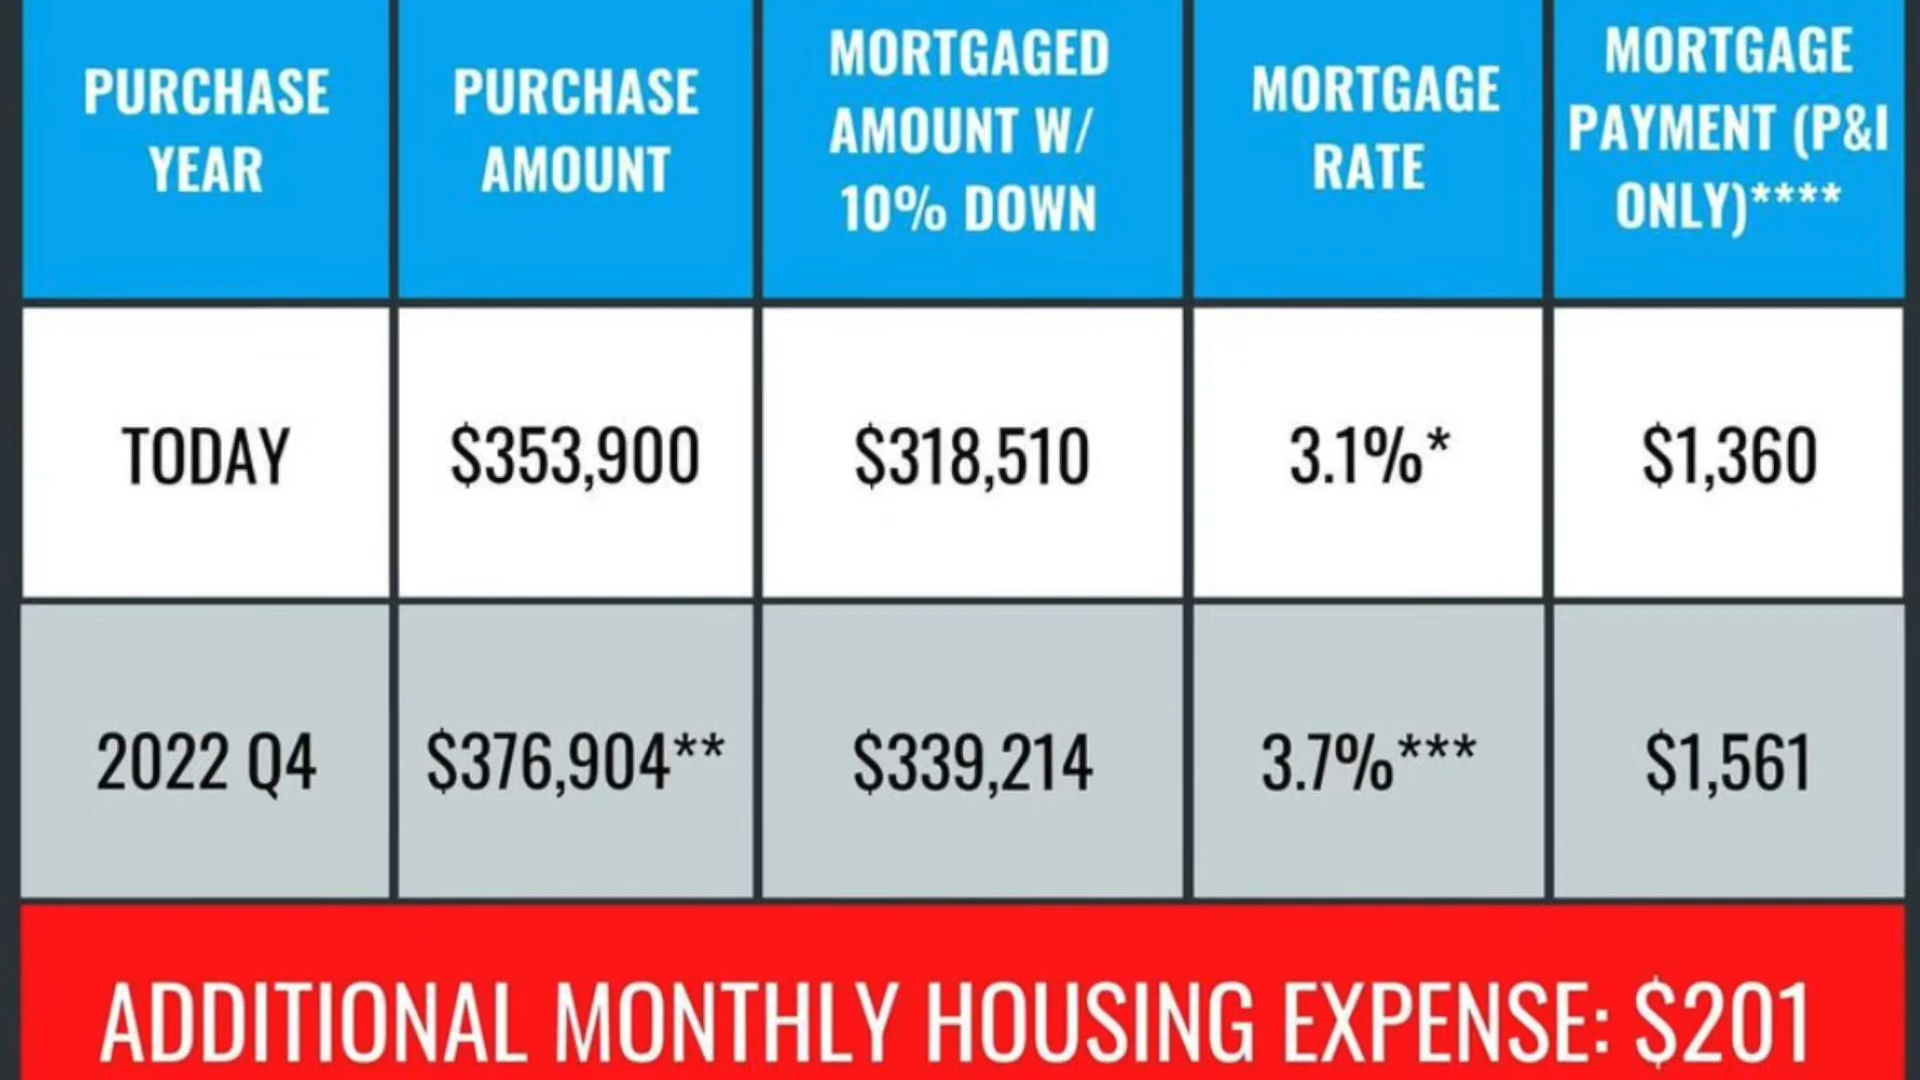 PURCHASE
YEAR
PURCHASE
AMOUNT
MORTGAGED
AMOUNT W/
10% DOWN
MORTGAGE
RATE
MORTGAGE
PAYMENT (P&I
ONLY)****
TODAY
$353,900
$318,510
3.1%*
$1,360
2022 Q4
$376,904**
$339,214
3.7%***
$1,561
ADDITIONAL MONTHLY HOUSING EXPENSE: $201